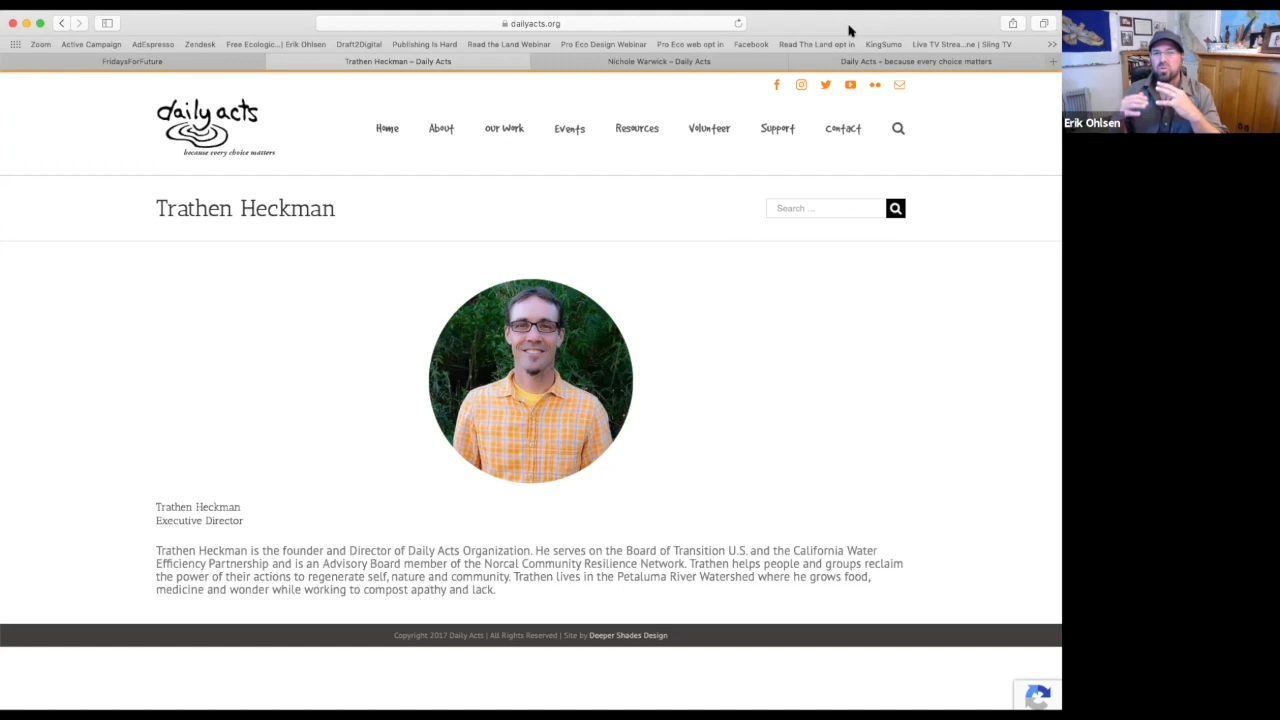 dailyacts.org
Zoom
Active Campaign
AdEspresso
Zendesk
Free Ecologic... | Erik Ohlsen
Draft2Digital
Publishing Is Hard
Read the Land Webinar
Pro Eco Design Webinar
Pro Eco web opt in
Facebook
Read The Land opt in
KingSumo
Live TV Strea...ne | Sling TV
FridaysForFuture
Trathen Heckman – Daily Acts
Nichole Warwick – Daily Acts
Daily Acts – because every choice matters
Erik Ohlsen
daily acts
because every choice matters
Home
About
Our Work
Events
Resources
Volunteer
Support
Contact
Trathen Heckman
Search ...
Trathen Heckman
Executive Director
Trathen Heckman is the founder and Director of Daily Acts Organization. He serves on the Board of Transition U.S. and the California Water
Efficiency Partnership and is an Advisory Board member of the Norcal Community Resilience Network. Trathen helps people and groups reclaim
the power of their actions to regenerate self, nature and community. Trathen lives in the Petaluma River Watershed where he grows food,
medicine and wonder while working to compost apathy and lack.
Copyright 2017 Daily Acts | All Rights Reserved | Site by Deeper Shades Design